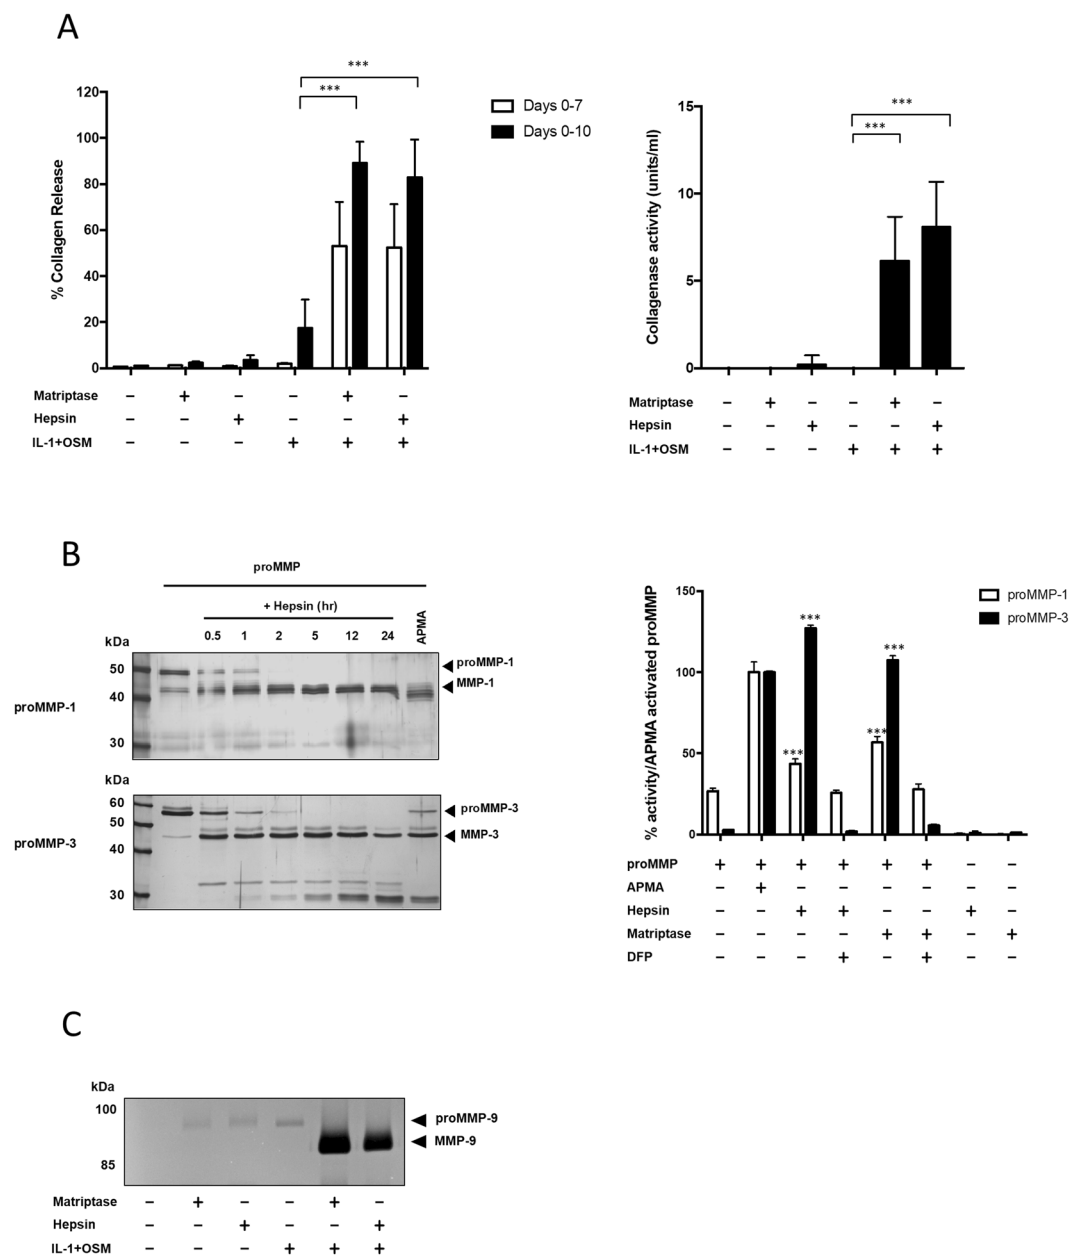 A
*** ***
120
100
80
60
40
20
0
% Collagen Release
Days 0-7
Days 0-10
Matriptase – + – – + –
Hepsin – – + – – +
IL-1+OSM – – – + + +
*** ***
15
10
5
0
Collagenase activity (units/ml)
Matriptase – + – – + –
Hepsin – – + – – +
IL-1+OSM – – – + + +
B
proMMP
+ Hepsin (hr)
kDa 0.5 1 2 5 12 24 APMA
50
40
30
proMMP-1
proMMP-1
MMP-1
kDa
60
50
40
30
proMMP-3
proMMP-3
MMP-3
150
100
50
0
% activity/APMA activated proMMP
proMMP-1
proMMP-3
*** *** *** ***
proMMP + + + + + + – –
APMA – + – – – – – –
Hepsin – – + + – – + –
Matriptase – – – – + + – +
DFP – – – + – + – –
C
kDa
100
85
proMMP-9
MMP-9
Matriptase – + – – + –
Hepsin – – + – – +
IL-1+OSM – – – + + +